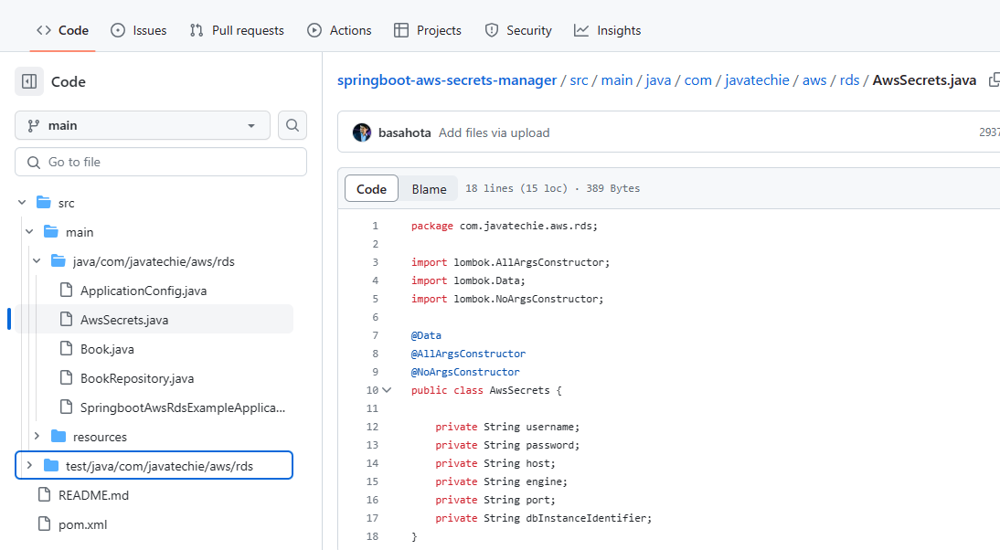 Code Issues Pull requests Actions Projects Security Insights
Code
main
Go to file
src
main
java/com/javatechie/aws/rds
ApplicationConfig.java
AwsSecrets.java
Book.java
BookRepository.java
SpringbootAwsRdsExampleApplica...
resources
test/java/com/javatechie/aws/rds
README.md
pom.xml
springboot-aws-secrets-manager / src / main / java / com / javatechie / aws / rds / AwsSecrets.java
basahota Add files via upload 2937
Code Blame 18 lines (15 loc) · 389 Bytes
1 package com.javatechie.aws.rds;
2
3 import lombok.AllArgsConstructor;
4 import lombok.Data;
5 import lombok.NoArgsConstructor;
6
7 @Data
8 @AllArgsConstructor
9 @NoArgsConstructor
10 public class AwsSecrets {
11
12 private String username;
13 private String password;
14 private String host;
15 private String engine;
16 private String port;
17 private String dbInstanceIdentifier;
18 }